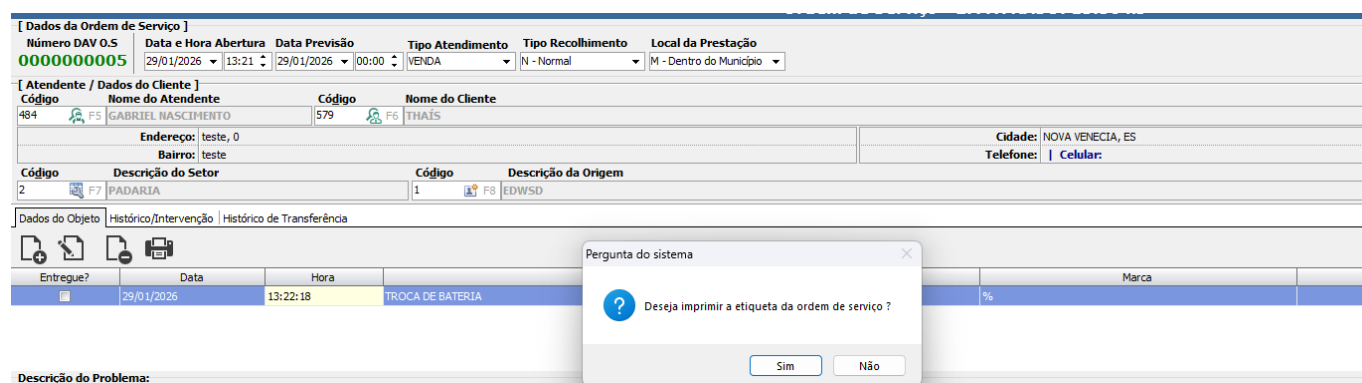 [ Dados da Ordem de Serviço ]
Número DAV O.S Data e Hora Abertura Data Previsão Tipo Atendimento Tipo Recolhimento Local da Prestação
0000000005 29/01/2026 13:21 29/01/2026 00:00 VENDA N - Normal M - Dentro do Município
[ Atendente / Dados do Cliente ]
Código Nome do Atendente Código Nome do Cliente
484 F5 GABRIEL NASCIMENTO 579 F6 THAÍS
Endereço: teste, 0 Cidade: NOVA VENECIA, ES
Bairro: teste Telefone: | Celular:
Código Descrição do Setor Código Descrição da Origem
2 F7 PADARIA 1 F8 EDWSD
Dados do Objeto Histórico/Intervenção Histórico de Transferência
Pergunta do sistema
Entregue? Data Hora Marca
29/01/2026 13:22:18 TROCA DE BATERIA %
Deseja imprimir a etiqueta da ordem de serviço ?
Sim Não
Descrição do Problema: